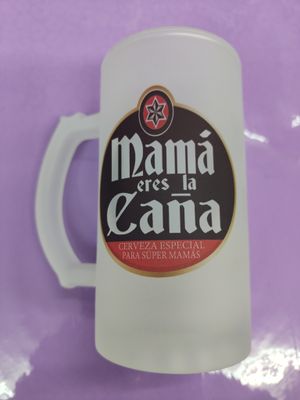 Mamá
eres la
Caña
CERVEZA ESPECIAL
PARA SÚPER MAMÁS